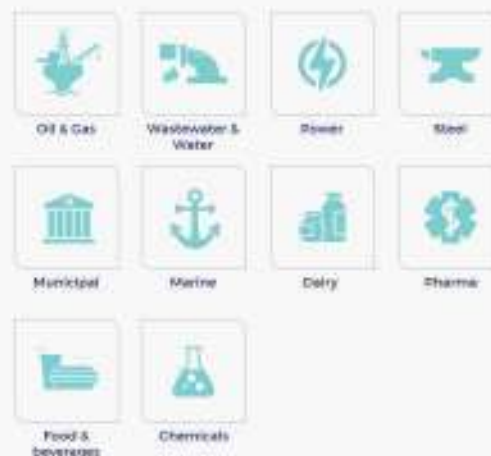 Oil & Gas
Wastewater &
Water
Power
Steel
Municipal
Marine
Dairy
Pharma
Food &
beverages
Chemicals